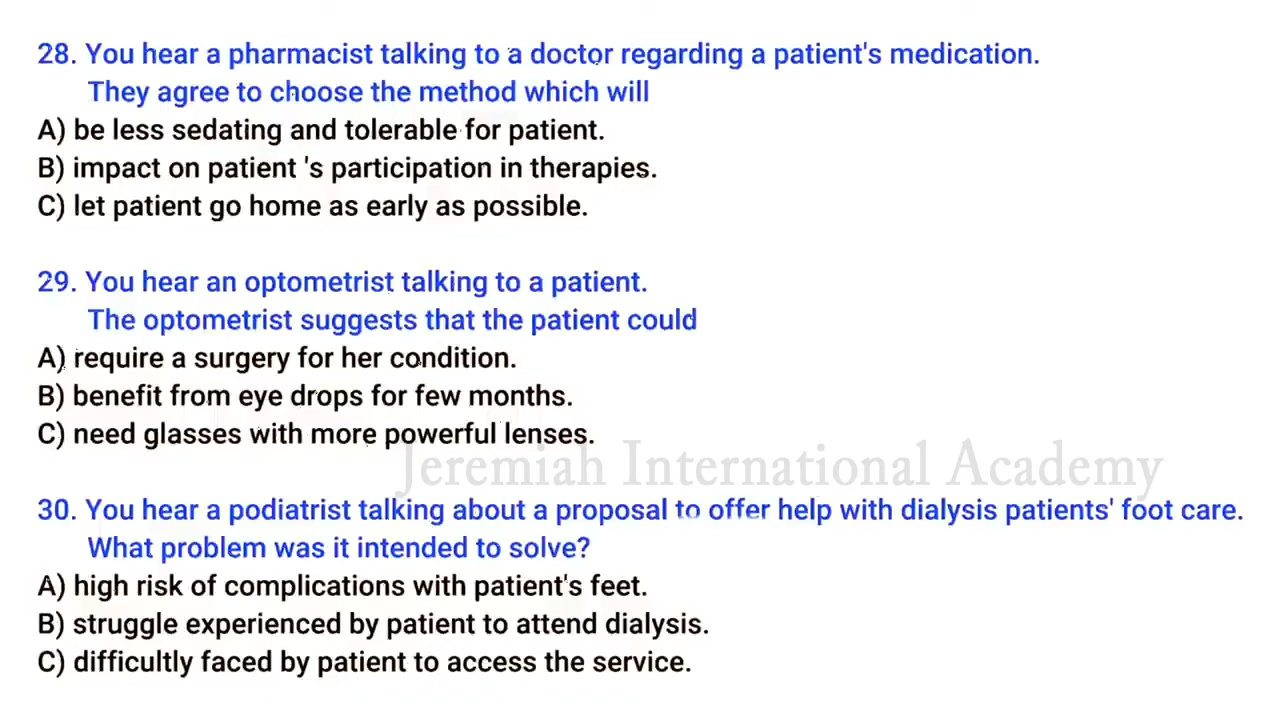 28. You hear a pharmacist talking to a doctor regarding a patient's medication.
They agree to choose the method which will
A) be less sedating and tolerable for patient.
B) impact on patient 's participation in therapies.
C) let patient go home as early as possible.
29. You hear an optometrist talking to a patient.
The optometrist suggests that the patient could
A) require a surgery for her condition.
B) benefit from eye drops for few months.
C) need glasses with more powerful lenses.
Jeremiah International Academy
30. You hear a podiatrist talking about a proposal to offer help with dialysis patients' foot care.
What problem was it intended to solve?
A) high risk of complications with patient's feet.
B) struggle experienced by patient to attend dialysis.
C) difficultly faced by patient to access the service.